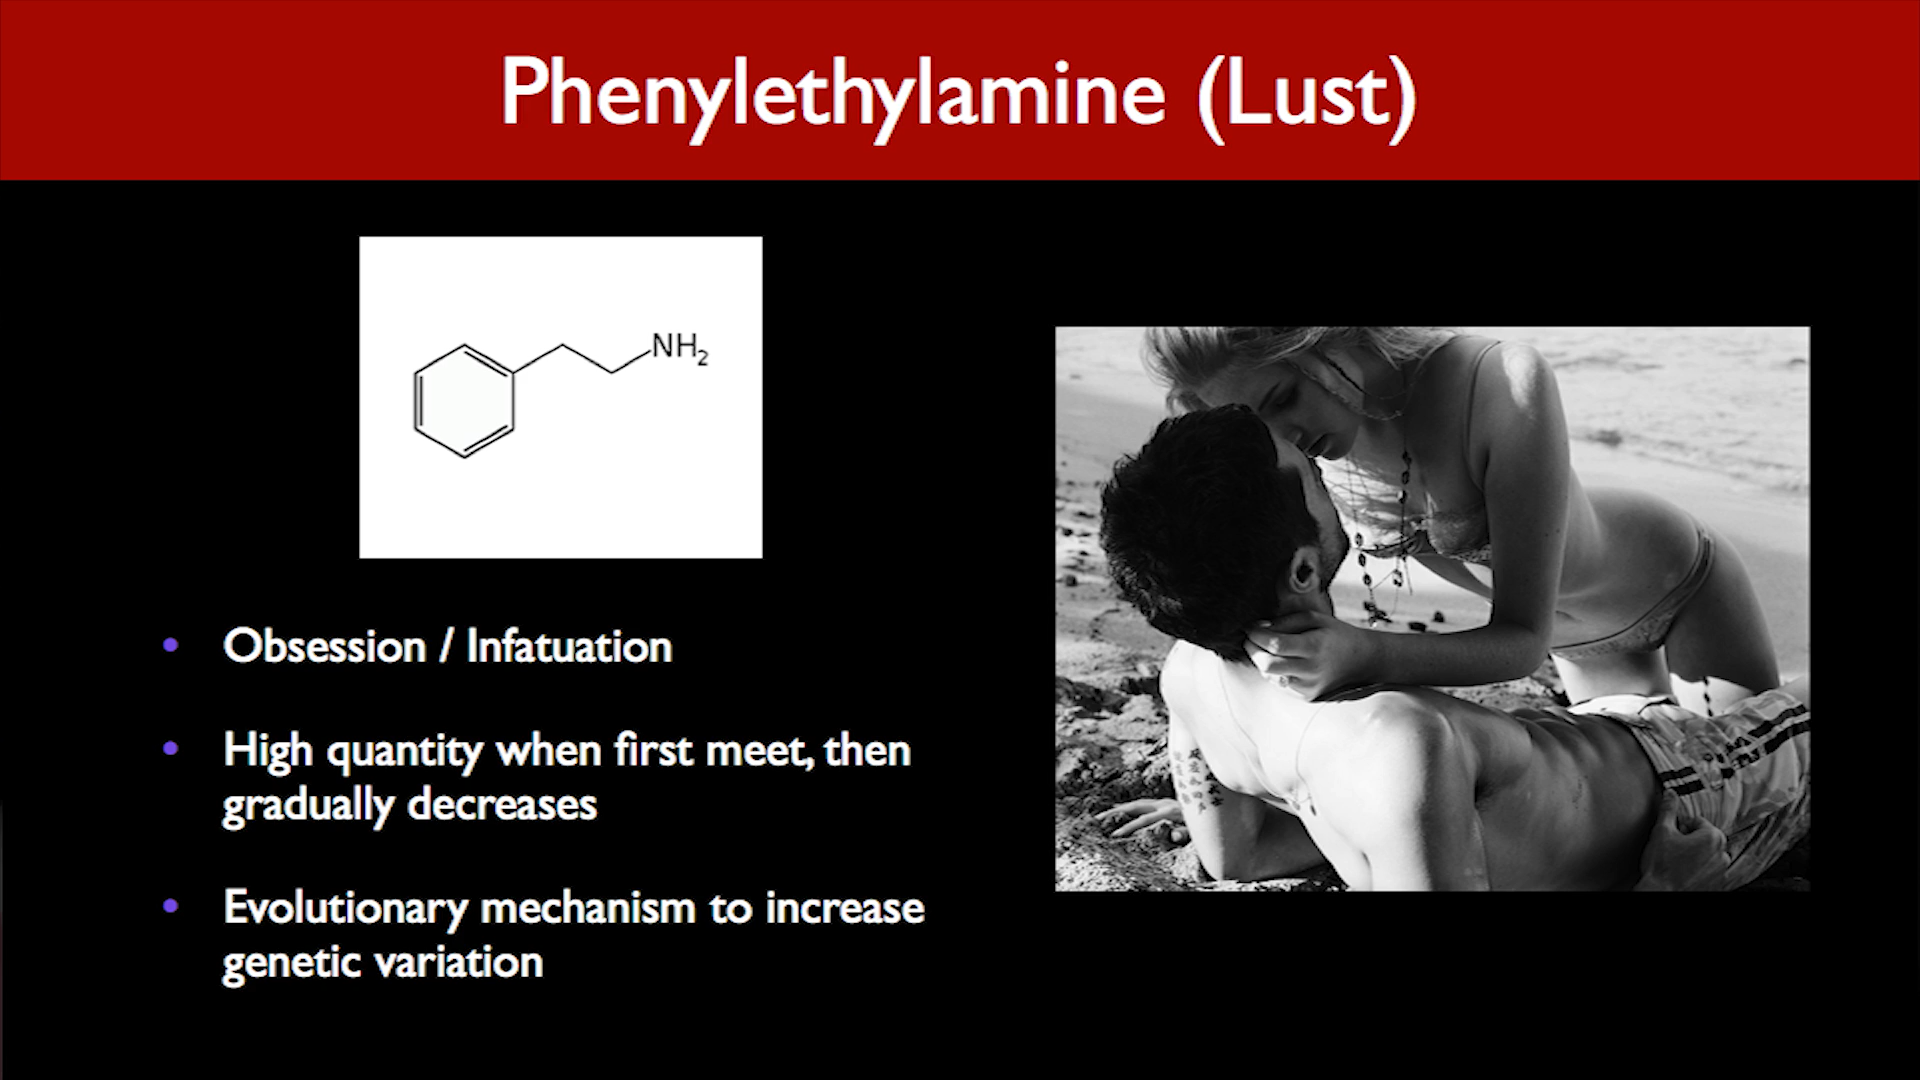 Phenylethylamine (Lust)
NH2
• Obsession / Infatuation
• High quantity when first meet, then
gradually decreases
• Evolutionary mechanism to increase
genetic variation